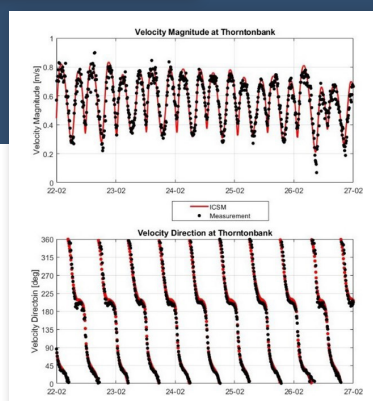 Velocity Magnitude at Thorntonbank
1
0.8
0.6
0.4
0.2
0
Velocity Magnitude [m/s]
22-02 23-02 24-02 25-02 26-02 27-02
ICSM
Measurement
Velocity Direction at Thorntonbank
360
315
270
225
180
135
90
45
0
Velocity Directoin [deg]
22-02 23-02 24-02 25-02 26-02 27-02